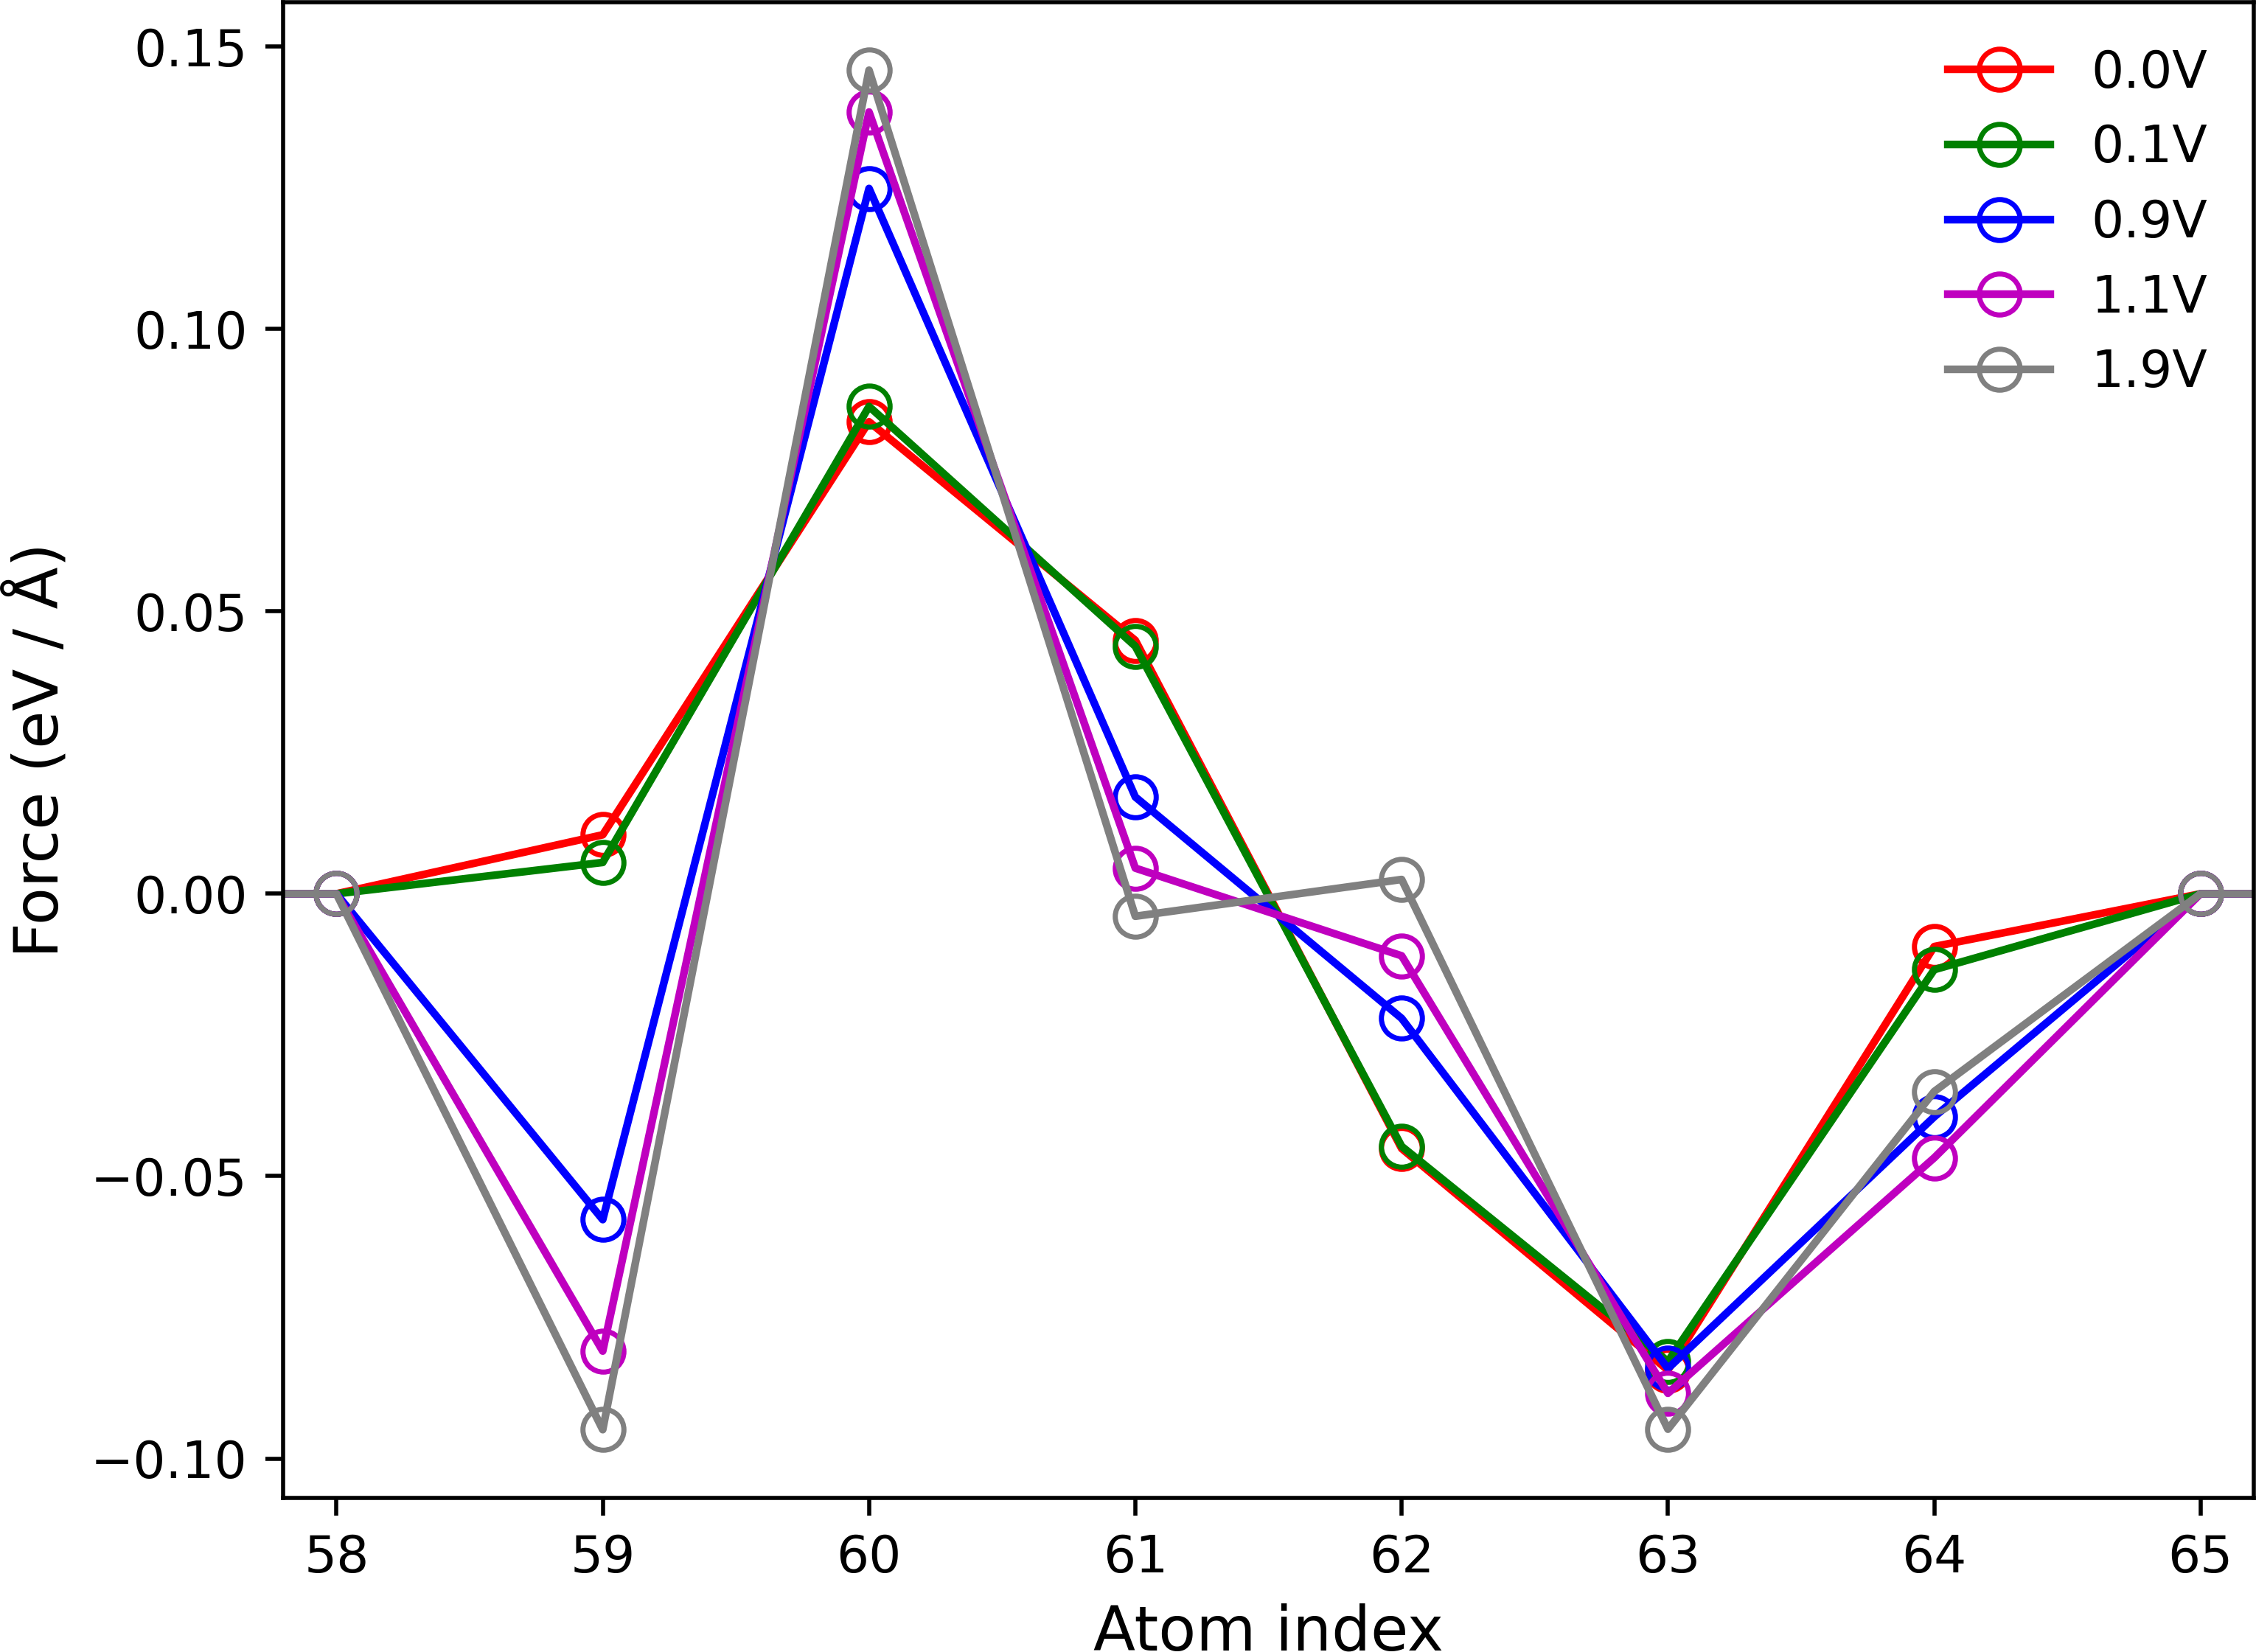 0.15
0.10
0.05
0.00
−0.05
−0.10
Force (eV // Å)
0.0V
0.1V
0.9V
1.1V
1.9V
58 59 60 61 62 63 64 65
Atom index